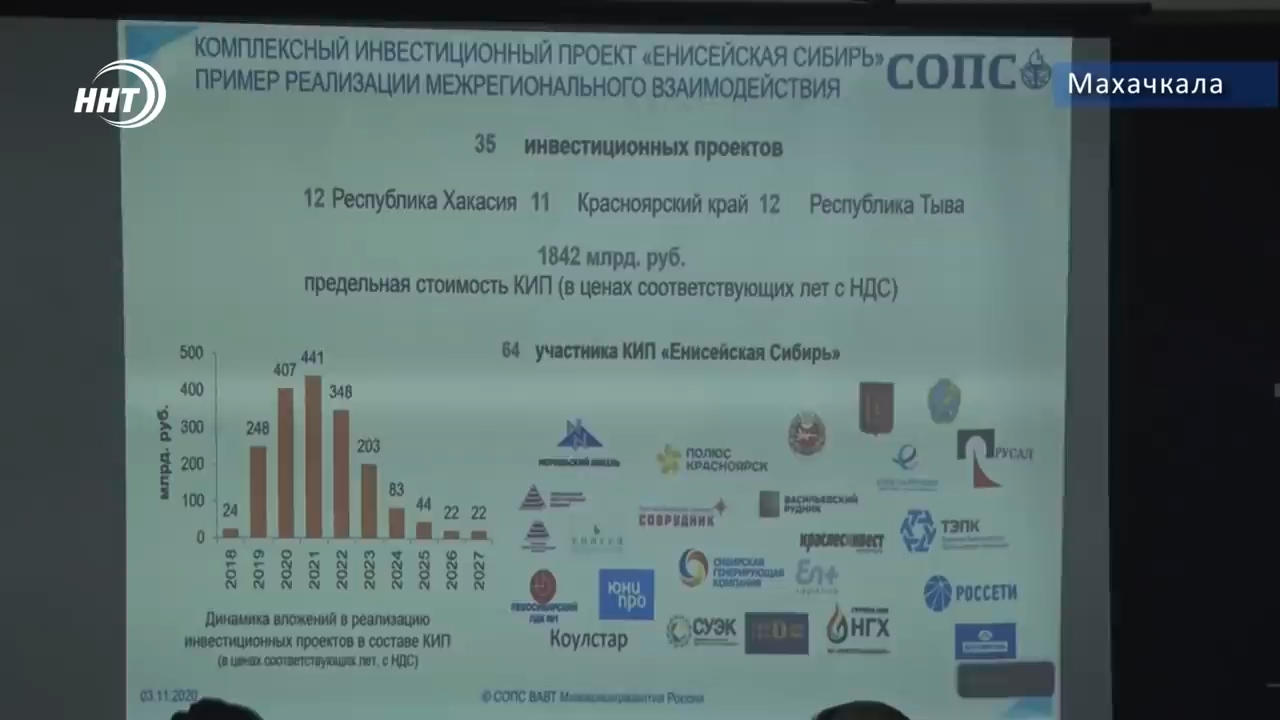 ННТ
Махачкала
КОМПЛЕКСНЫЙ ИНВЕСТИЦИОННЫЙ ПРОЕКТ «ЕНИСЕЙСКАЯ СИБИРЬ»
ПРИМЕР РЕАЛИЗАЦИИ МЕЖРЕГИОНАЛЬНОГО ВЗАИМОДЕЙСТВИЯ
СОПС
35 инвестиционных проектов
12 Республика Хакасия 11 Красноярский край 12 Республика Тыва
1842 млрд. руб.
предельная стоимость КИП (в ценах соответствующих лет с НДС)
64 участника КИП «Енисейская Сибирь»
млрд. руб.
500
400
300
200
100
0
24
248
407
441
348
203
83
44
22
22
2018
2019
2020
2021
2022
2023
2024
2025
2026
2027
Динамика вложений в реализацию
инвестиционных проектов в составе КИП
(в ценах соответствующих лет, с НДС)
НОРНИЛЬСКИЙ НИКЕЛЬ
ПОЛЮС
КРАСНОЯРСК
РУСАЛ
СОВРУДНИК
ВАСИЛЬЕВСКИЙ
РУДНИК
КРАСЛЕСИНВЕСТ
ТЭПК
СИБИРСКАЯ
ГЕНЕРИРУЮЩАЯ
КОМПАНИЯ
En+
ЮНИ
ПРО
РОССЕТИ
Коулстар
СУЭК
НГХ
03.11.2020
© СОПС ВАВТ Минэкономразвития России